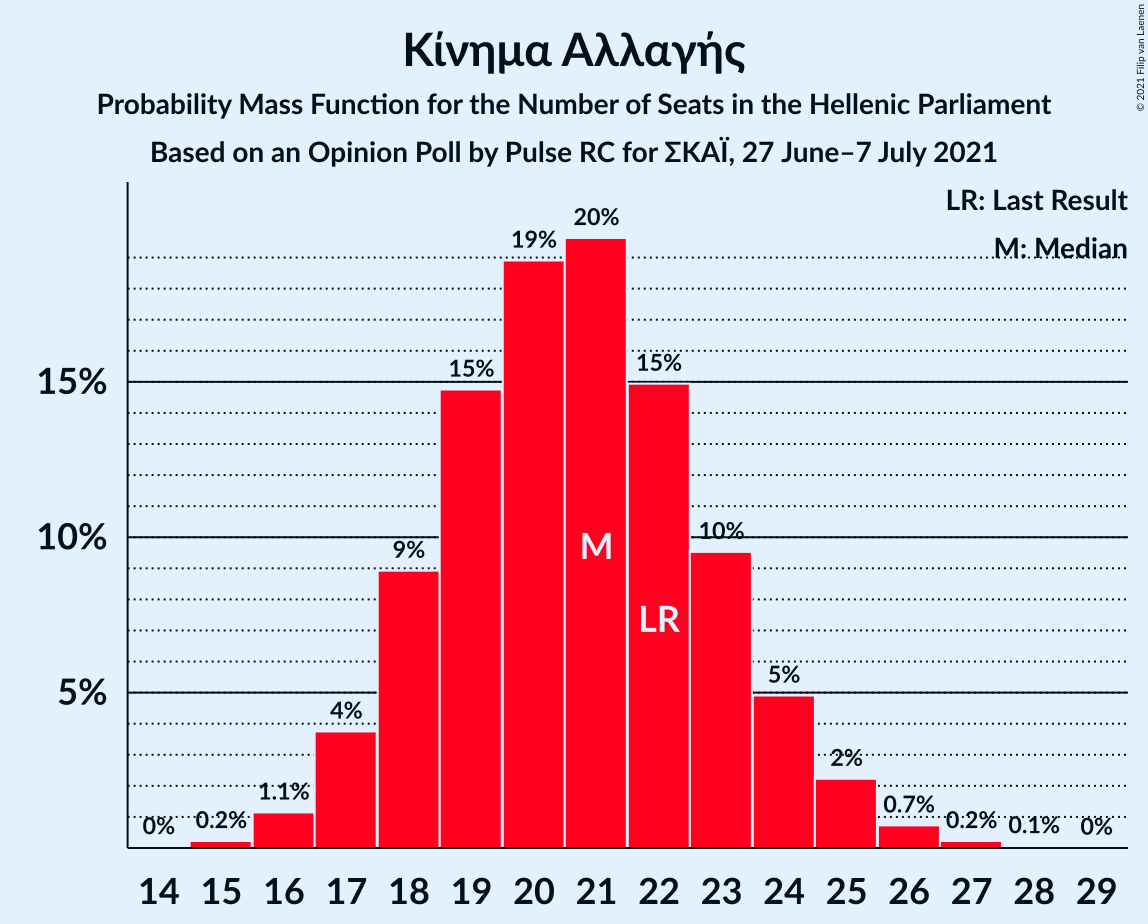 Κίνημα Αλλαγής
Probability Mass Function for the Number of Seats in the Hellenic Parliament
Based on an Opinion Poll by Pulse RC for ΣΚΑΪ, 27 June–7 July 2021
© 2021 Filip van Laenen
LR: Last Result
M: Median
15%
10%
5%
0%
0.2%
1.1%
4%
9%
15%
19%
20%
15%
10%
5%
2%
0.7%
0.2%
0.1%
0%
M
LR
14 15 16 17 18 19 20 21 22 23 24 25 26 27 28 29